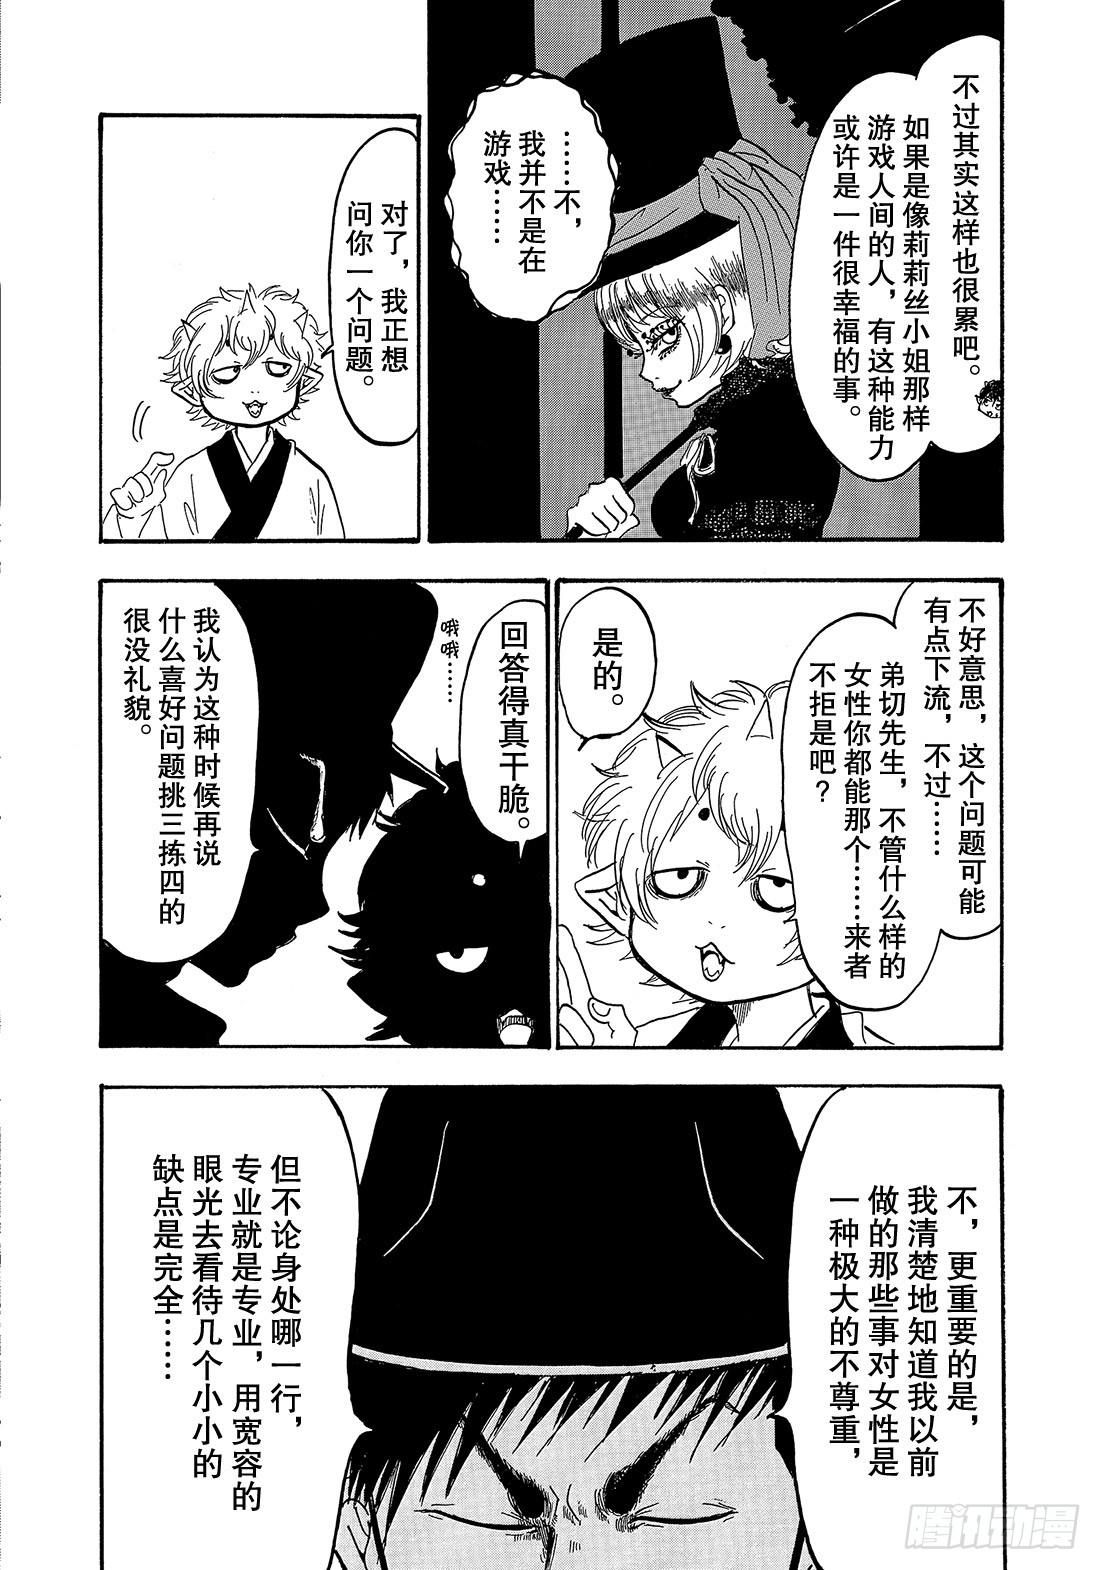 不过其实这样也很累吧。
如果是像莉莉丝小姐那样
游戏人间的人，有这种能力
或许是一件很幸福的事。
……不，
我并不是在
游戏……
对了，我正想
问你一个问题。
不好意思，这个问题可能
有点下流，不过……
弟切先生，不管什么样的
女性你都能那个……来者
不拒是吧？
是的。
回答得真干脆。
哦哦……
我认为这种时候再说
什么喜好问题挑三拣四的
很没礼貌。
不，更重要的是，
我清楚地知道我以前
做的那些事对女性是
一种极大的不尊重，
但不论身处哪一行，
专业就是专业，用宽容的
眼光去看待几个小小的
缺点是完全……
腾讯动漫